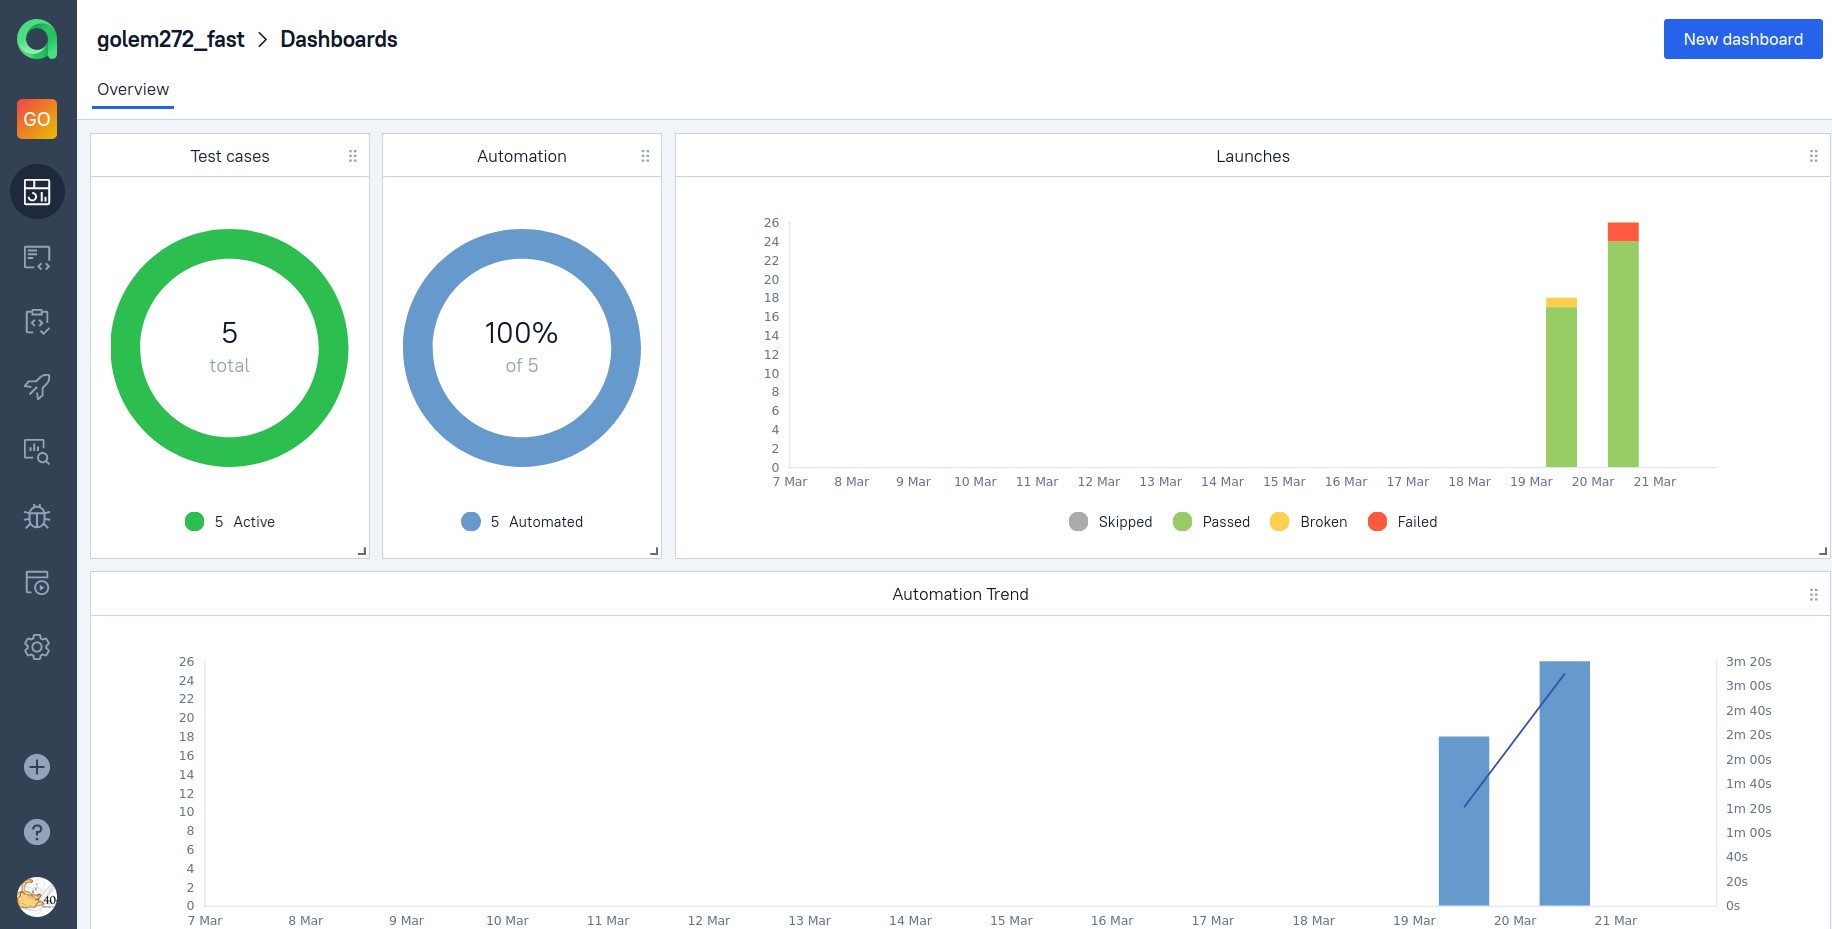 golem272_fast > Dashboards
New dashboard
Overview
GO
Test cases
5
total
5 Active
Automation
100%
of 5
5 Automated
Launches
26
24
22
20
18
16
14
12
10
8
6
4
2
0
7 Mar 8 Mar 9 Mar 10 Mar 11 Mar 12 Mar 13 Mar 14 Mar 15 Mar 16 Mar 17 Mar 18 Mar 19 Mar 20 Mar 21 Mar
Skipped Passed Broken Failed
Automation Trend
26
24
22
20
18
16
14
12
10
8
6
4
2
0
3m 20s
3m 00s
2m 40s
2m 20s
2m 00s
1m 40s
1m 20s
1m 00s
40s
20s
0s
7 Mar 8 Mar 9 Mar 10 Mar 11 Mar 12 Mar 13 Mar 14 Mar 15 Mar 16 Mar 17 Mar 18 Mar 19 Mar 20 Mar 21 Mar
40